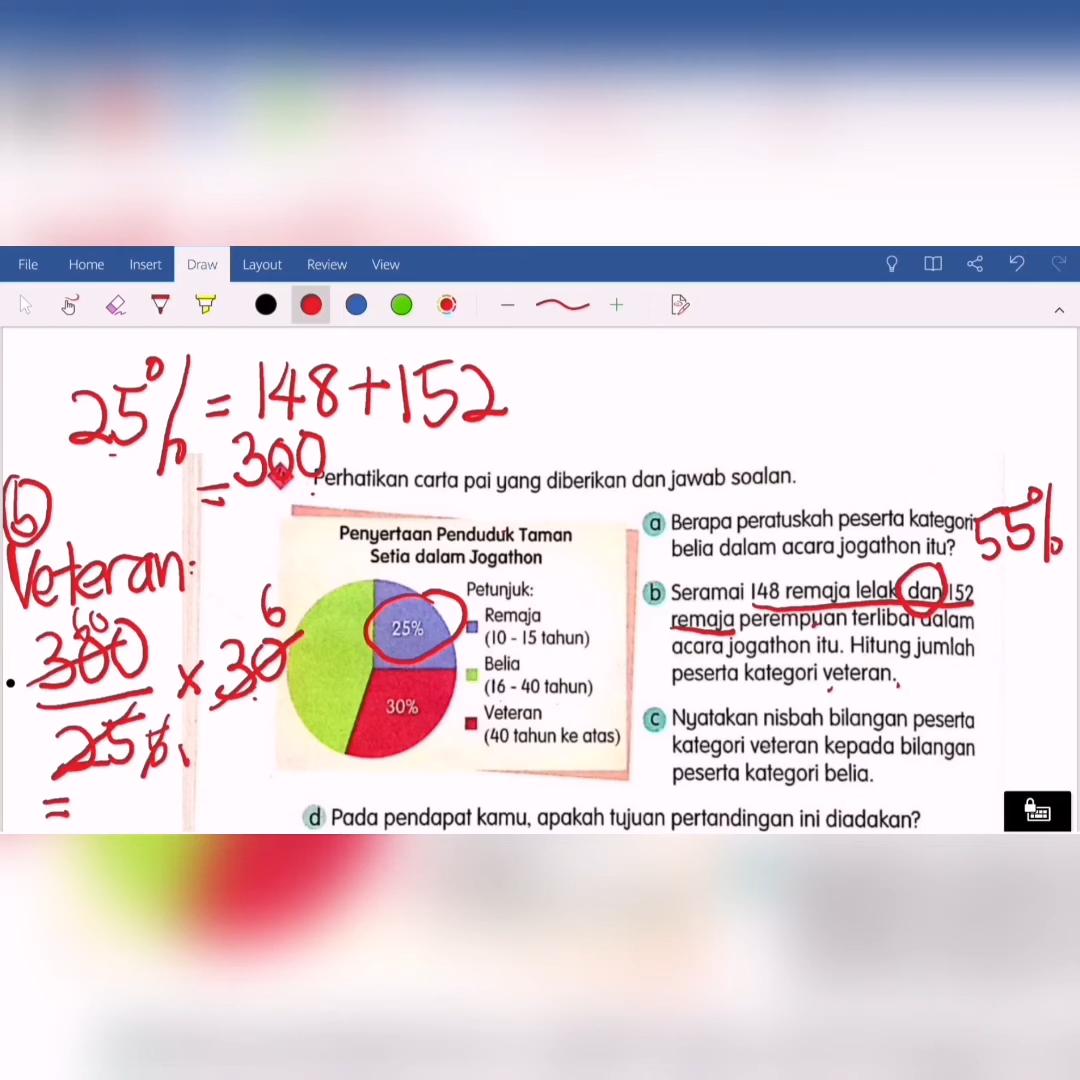 File Home Insert Draw Layout Review View
25% = 148+152
= 300
Perhatikan carta pai yang diberikan dan jawab soalan.
Penyertaan Penduduk Taman
Setia dalam Jogathon
25%
30%
Petunjuk:
Remaja
(10 - 15 tahun)
Belia
(16 - 40 tahun)
Veteran
(40 tahun ke atas)
a Berapa peratuskah peserta kategori
belia dalam acara jogathon itu?
55%
b Seramai 148 remaja lelaki dan 152
remaja perempuan terlibat dalam
acara jogathon itu. Hitung jumlah
peserta kategori veteran.
c Nyatakan nisbah bilangan peserta
kategori veteran kepada bilangan
peserta kategori belia.
d Pada pendapat kamu, apakah tujuan pertandingan ini diadakan?
b
Veteran:
60 6
300 × 30
25
=